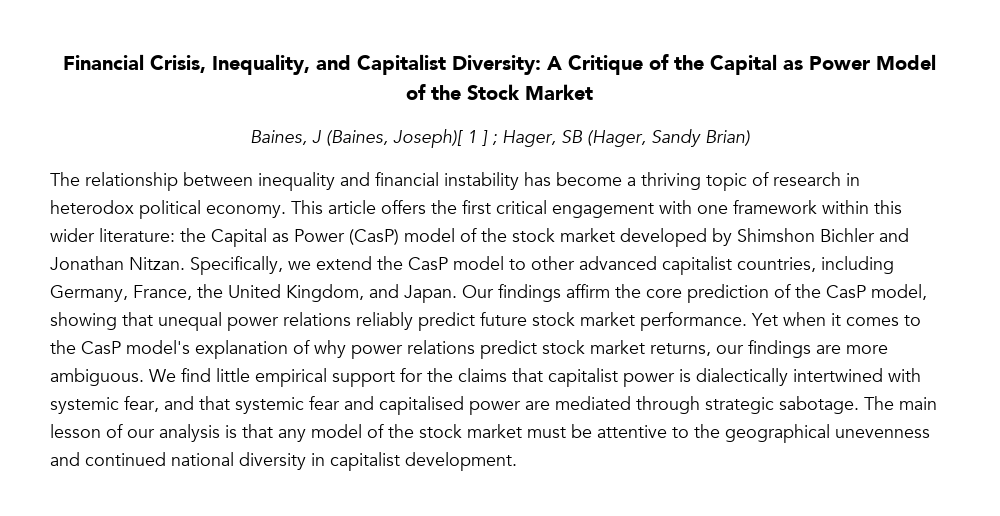 Financial Crisis, Inequality, and Capitalist Diversity: A Critique of the Capital as Power Model
of the Stock Market
Baines, J (Baines, Joseph)[ 1 ] ; Hager, SB (Hager, Sandy Brian)
The relationship between inequality and financial instability has become a thriving topic of research in
heterodox political economy. This article offers the first critical engagement with one framework within this
wider literature: the Capital as Power (CasP) model of the stock market developed by Shimshon Bichler and
Jonathan Nitzan. Specifically, we extend the CasP model to other advanced capitalist countries, including
Germany, France, the United Kingdom, and Japan. Our findings affirm the core prediction of the CasP model,
showing that unequal power relations reliably predict future stock market performance. Yet when it comes to
the CasP model's explanation of why power relations predict stock market returns, our findings are more
ambiguous. We find little empirical support for the claims that capitalist power is dialectically intertwined with
systemic fear, and that systemic fear and capitalised power are mediated through strategic sabotage. The main
lesson of our analysis is that any model of the stock market must be attentive to the geographical unevenness
and continued national diversity in capitalist development.